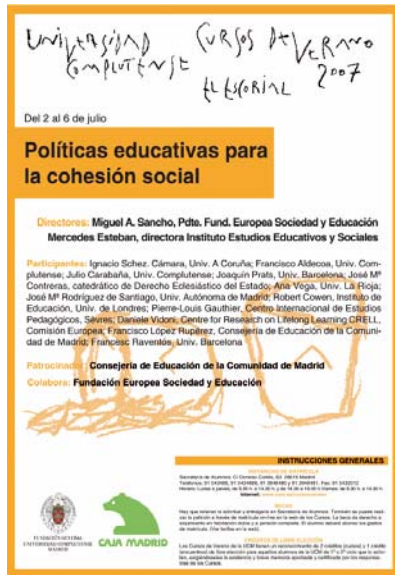 UNIVERSIDAD CURSOS DE VERANO
COMPLUTENSE 2007
EL ESCORIAL
Del 2 al 6 de julio
Políticas educativas para
la cohesión social
Directores: Miguel A. Sancho, Pdte. Fund. Europea Sociedad y Educación
Mercedes Esteban, directora Instituto Estudios Educativos y Sociales
Participantes: Ignacio Schez. Cámara, Univ. A Coruña; Francisco Aldecoa, Univ. Com-
plutense; Julio Carabaña, Univ. Complutense; Joaquín Prats, Univ. Barcelona; José Mª
Contreras, catedrático de Derecho Eclesiástico del Estado; Ana Vega, Univ. La Rioja;
José Mª Rodríguez de Santiago, Univ. Autónoma de Madrid; Robert Cowen, Instituto de
Educación, Univ. de Londres; Pierre-Louis Gauthier, Centro Internacional de Estudios
Pedagógicos, Sèvres; Daniele Vidoni, Centre for Research on Lifelong Learning CRELL,
Comisión Europea; Francisco López Rupérez, Consejería de Educación de la Comuni-
dad de Madrid; Francesc Raventós, Univ. Barcelona
Patrocinador: Consejería de Educación de la Comunidad de Madrid
Colabora: Fundación Europea Sociedad y Educación
INSTRUCCIONES GENERALES
FUNDACIÓN GENERAL
UNIVERSIDAD COMPLUTENSE
MADRID
CAJA MADRID